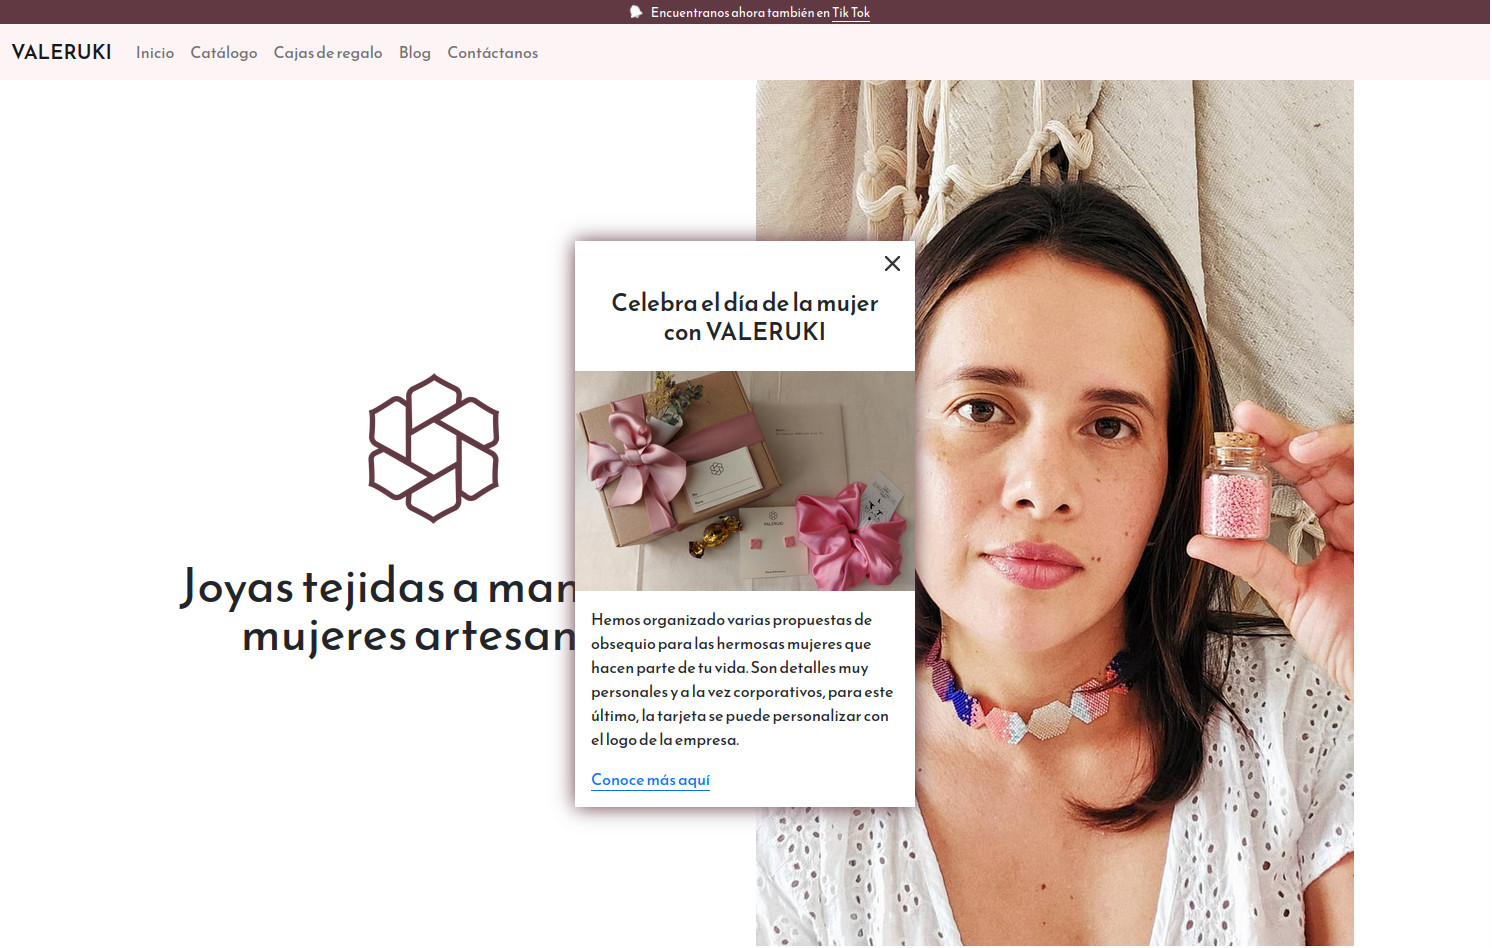 Encuentranos ahora también en Tik Tok
VALERUKI Inicio Catálogo Cajas de regalo Blog Contáctanos
Celebra el día de la mujer
con VALERUKI
VALERUKI
Joyas tejidas a man
mujeres artesan
Hemos organizado varias propuestas de
obsequio para las hermosas mujeres que
hacen parte de tu vida. Son detalles muy
personales y a la vez corporativos, para este
último, la tarjeta se puede personalizar con
el logo de la empresa.
Conoce más aquí